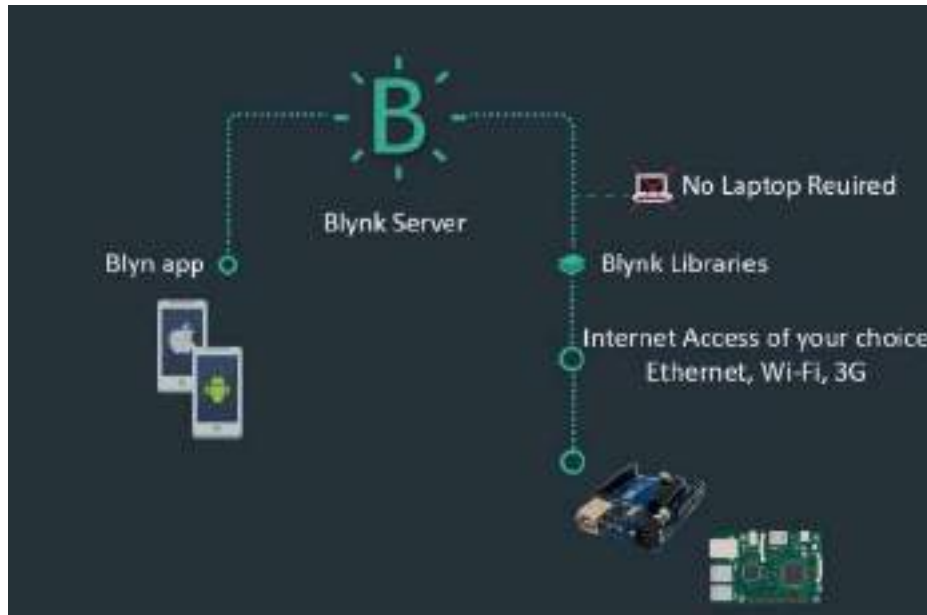 B
Blynk Server
No Laptop Reuired
Blyn app
Blynk Libraries
Internet Access of your choice
Ethernet, Wi-Fi, 3G